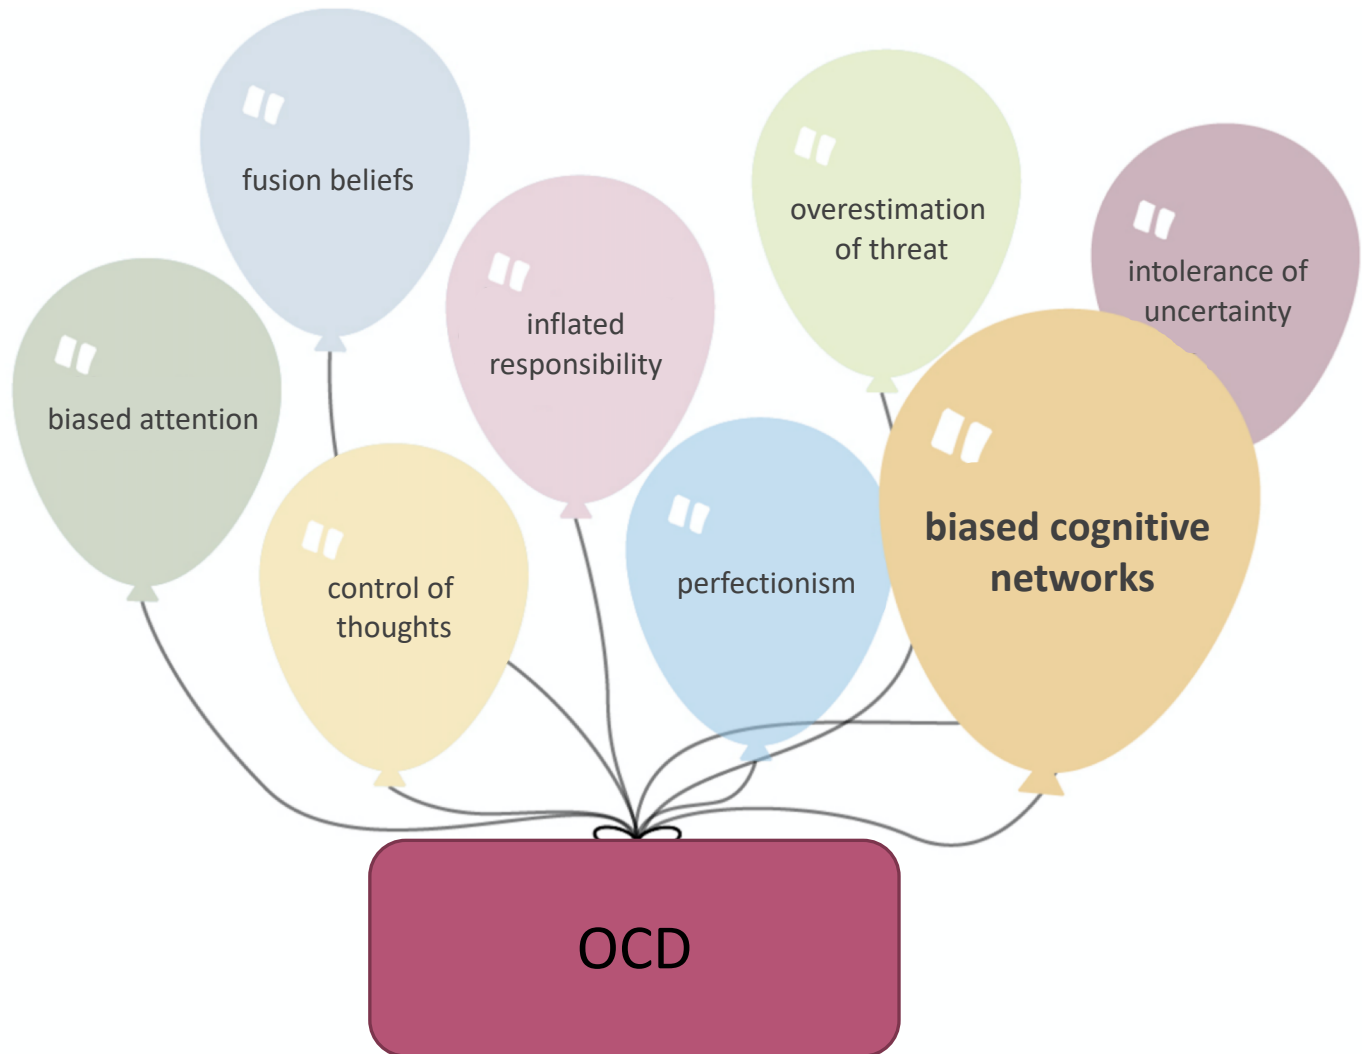 fusion beliefs
overestimation
of threat
intolerance of
uncertainty
inflated
responsibility
biased attention
biased cognitive
networks
control of
thoughts
perfectionism
OCD